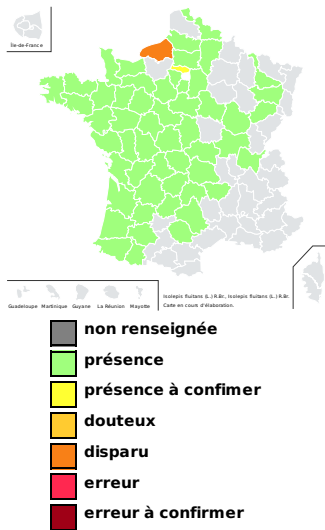 Île-de-France
Guadeloupe Martinique Guyane La Réunion Mayotte
Isolepis fluitans (L.) R.Br., Isolepis fluitans (L.) R.Br.
Carte en cours d'élaboration.
non renseignée
présence
présence à confimer
douteux
disparu
erreur
erreur à confirmer